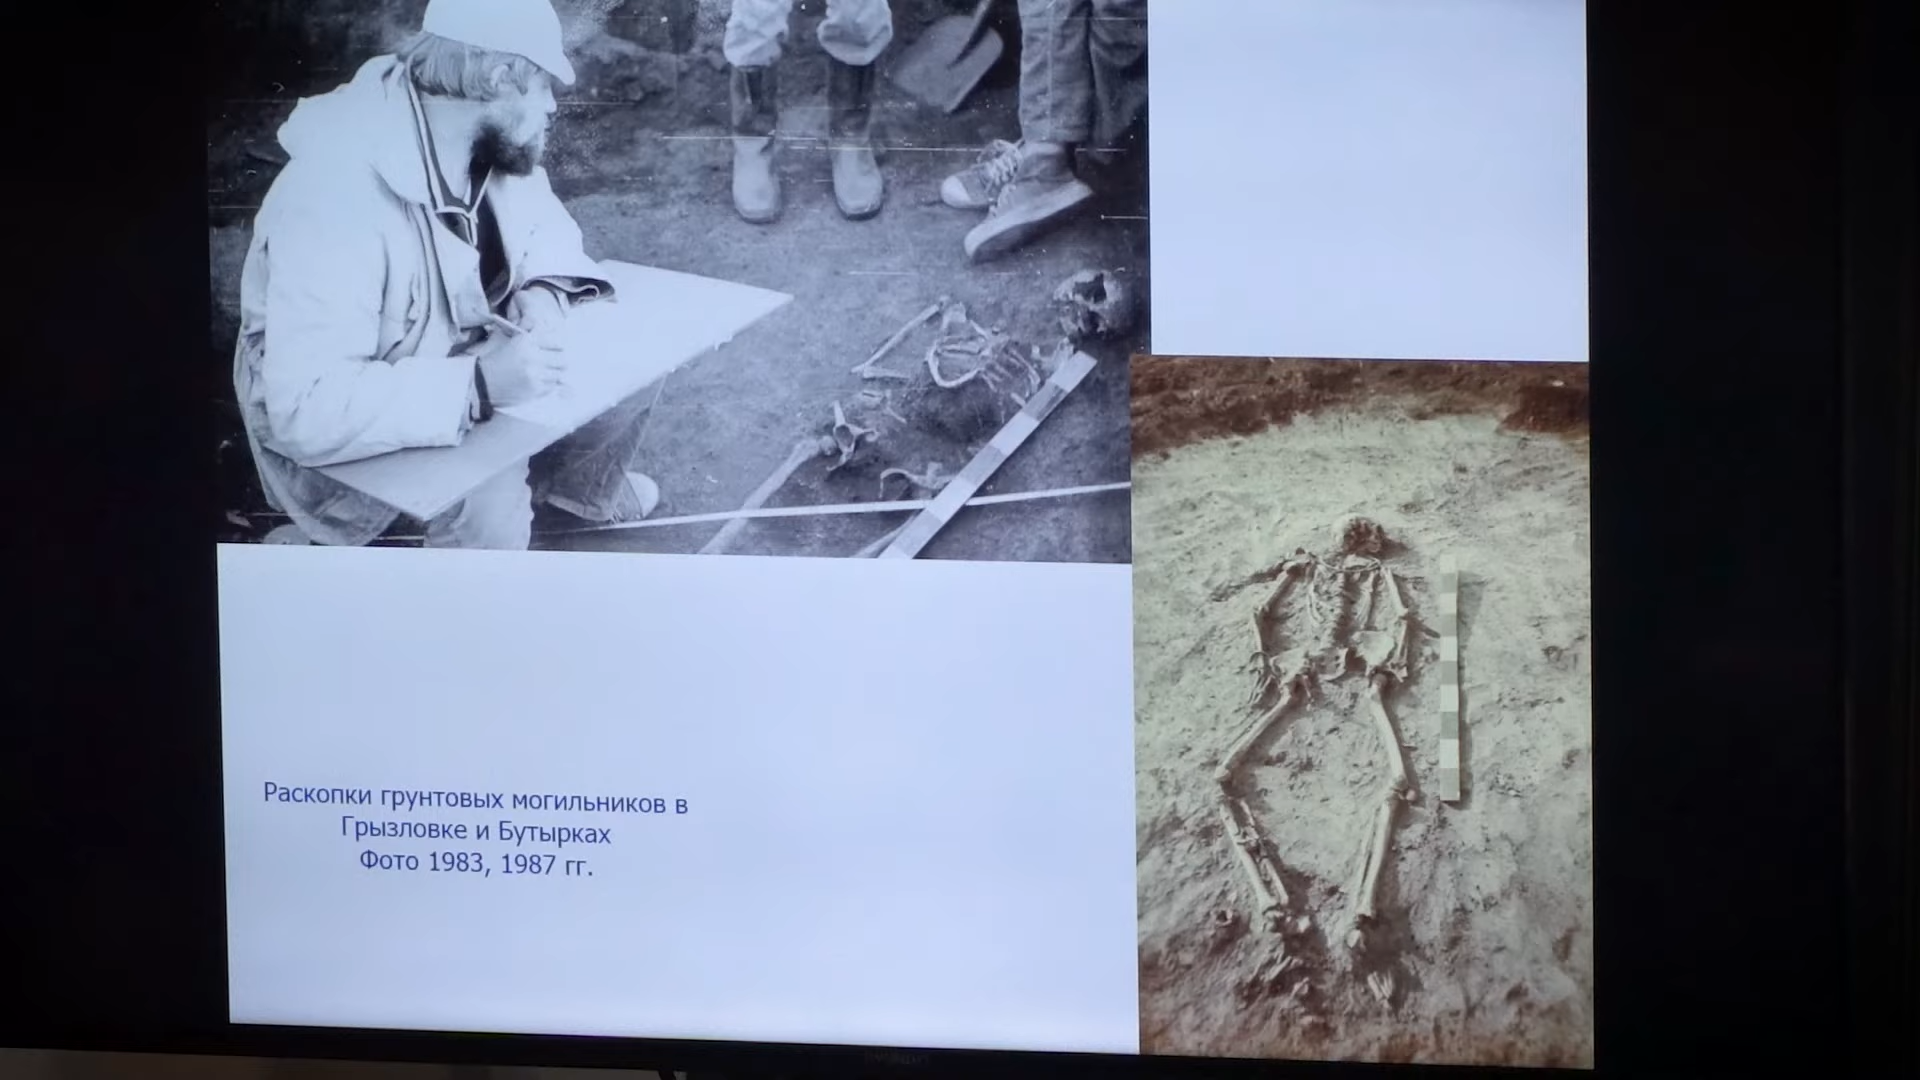 Раскопки грунтовых могильников в
Грызловке и Бутырках
Фото 1983, 1987 гг.